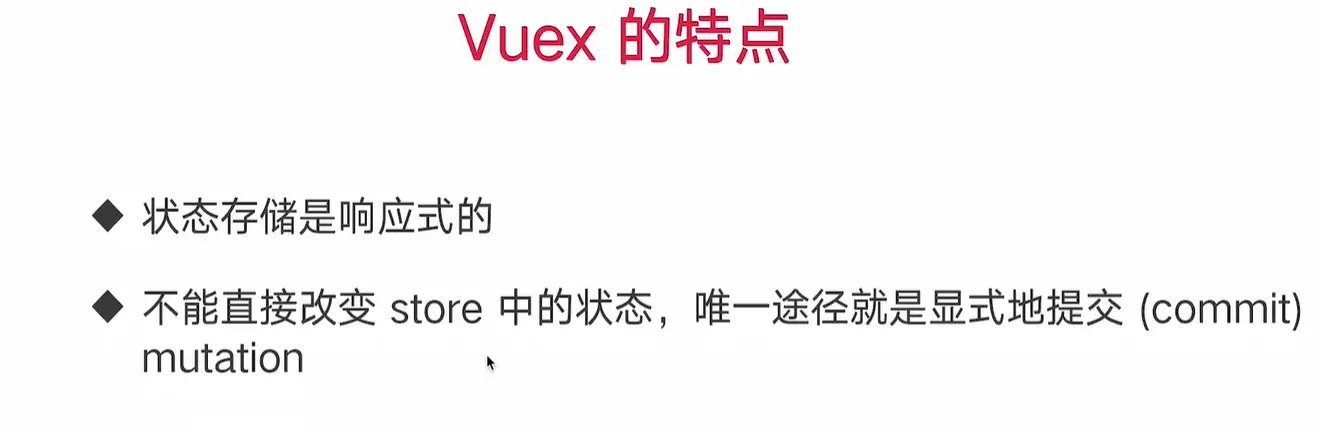 Vuex 的特点
◆ 状态存储是响应式的
◆ 不能直接改变 store 中的状态，唯一途径就是显式地提交 (commit)
mutation